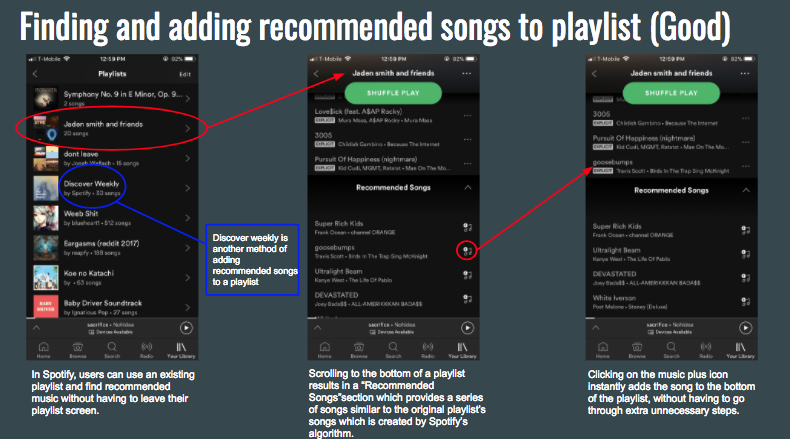 Finding and adding recommended songs to playlist (Good)
T-Mobile 12:59 PM 92%
Playlists Edit
Symphony No. 9 in E Minor, Op. 9...
2 songs
Jaden smith and friends
20 songs
dont leave
by Jonah Wallach • 15 songs
Discover Weekly
by Spotify • 30 songs
Weeb Shit
by blueheart1 • 512 songs
Eargasms (reddit 2017)
by reapfy • 188 songs
Koe no Katachi
by • 63 songs
Baby Driver Soundtrack
by Ignatious Pop • 27 songs
sacrifice • NoMBe
Devices Available
Home Browse Search Radio Your Library
Discover weekly is
another method of
adding
recommended songs
to a playlist
In Spotify, users can use an existing
playlist and find recommended
music without having to leave their
playlist screen.
T-Mobile 12:59 PM 92%
Jaden smith and friends
SHUFFLE PLAY
Love$ick (feat. A$AP Rocky)
EXPLICIT Mura Masa, A$AP Rocky • Mura Masa
3005
EXPLICIT Childish Gambino • Because The Internet
Pursuit Of Happiness (nightmare)
EXPLICIT Kid Cudi, MGMT, Ratatat • Man On The Mo...
Recommended Songs
Super Rich Kids
Frank Ocean • channel ORANGE
goosebumps
Travis Scott • Birds In The Trap Sing McKnight
Ultralight Beam
Kanye West • The Life Of Pablo
DEVASTATED
Joey Bada$$ • ALL-AMERIKKKAN BADA$$
sacrifice • NoMBe
Devices Available
Home Browse Search Radio Your Library
Scrolling to the bottom of a playlist
results in a "Recommended
Songs"section which provides a series
of songs similar to the original playlist's
songs which is created by Spotify's
algorithm.
T-Mobile 12:59 PM 92%
Jaden smith and friends
SHUFFLE PLAY
3005
EXPLICIT Childish Gambino • Because The Internet
Pursuit Of Happiness (nightmare)
EXPLICIT Kid Cudi, MGMT, Ratatat • Man On The Mo...
goosebumps
EXPLICIT Travis Scott • Birds In The Trap Sing McKnight
Recommended Songs
Super Rich Kids
Frank Ocean • channel ORANGE
Ultralight Beam
Kanye West • The Life Of Pablo
DEVASTATED
Joey Bada$$ • ALL-AMERIKKKAN BADA$$
White Iverson
Post Malone • Stoney (Deluxe)
sacrifice • NoMBe
Devices Available
Home Browse Search Radio Your Library
Clicking on the music plus icon
instantly adds the song to the bottom
of the playlist, without having to go
through extra unnecessary steps.